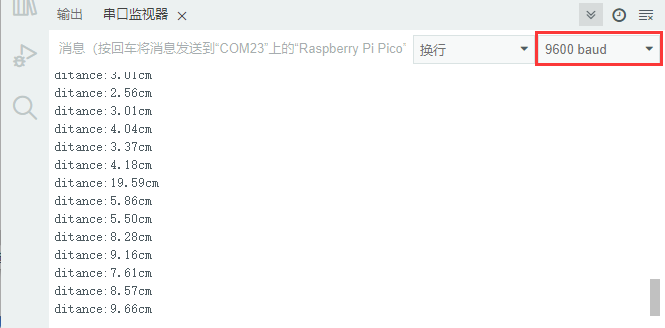 输出 串口监视器
消息（按回车将消息发送到“COM23”上的“Raspberry Pi Pico” 换行 9600 baud
ditance:3.01cm
ditance:2.56cm
ditance:3.01cm
ditance:4.04cm
ditance:3.37cm
ditance:4.18cm
ditance:19.59cm
ditance:5.86cm
ditance:5.50cm
ditance:8.28cm
ditance:9.16cm
ditance:7.61cm
ditance:8.57cm
ditance:9.66cm